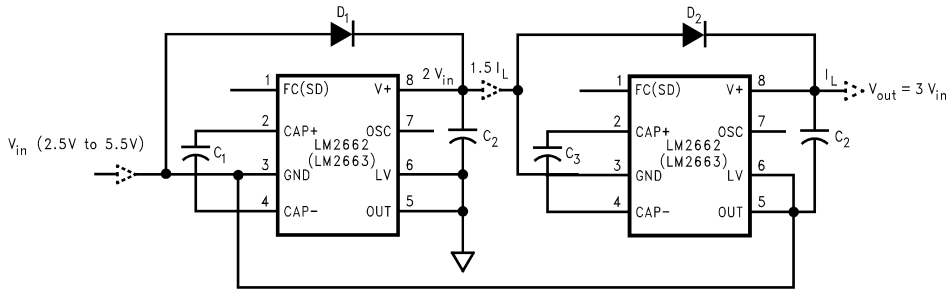 D1
D2
2 Vin
1.5 IL
IL
Vout = 3 Vin
Vin (2.5V to 5.5V)
1 FC(SD) V+ 8
2 CAP+ OSC 7
LM2662
(LM2663)
3 GND LV 6
4 CAP- OUT 5
C1
C2
1 FC(SD) V+ 8
2 CAP+ OSC 7
LM2662
(LM2663)
3 GND LV 6
4 CAP- OUT 5
C3
C2